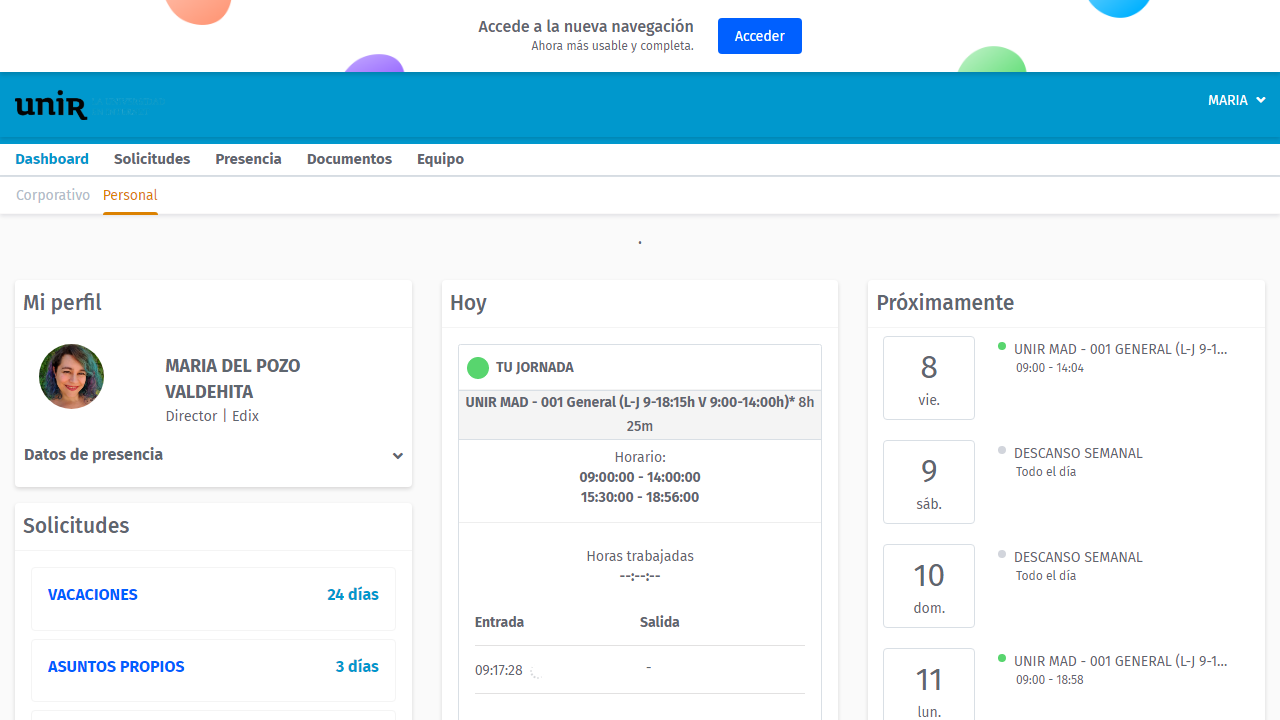 Accede a la nueva navegación
Ahora más usable y completa.
Acceder
unir
MARIA
Dashboard Solicitudes Presencia Documentos Equipo
Corporativo Personal
.
Mi perfil
MARIA DEL POZO
VALDEHITA
Director | Edix
Datos de presencia
Solicitudes
VACACIONES 24 días
ASUNTOS PROPIOS 3 días
Hoy
TU JORNADA
UNIR MAD - 001 General (L-J 9-18:15h V 9:00-14:00h)* 8h
25m
Horario:
09:00:00 - 14:00:00
15:30:00 - 18:56:00
Horas trabajadas
--:--:--
Entrada Salida
09:17:28 -
Próximamente
8
vie.
UNIR MAD - 001 GENERAL (L-J 9-1...
09:00 - 14:04
9
sáb.
DESCANSO SEMANAL
Todo el día
10
dom.
DESCANSO SEMANAL
Todo el día
11
lun.
UNIR MAD - 001 GENERAL (L-J 9-1...
09:00 - 18:58